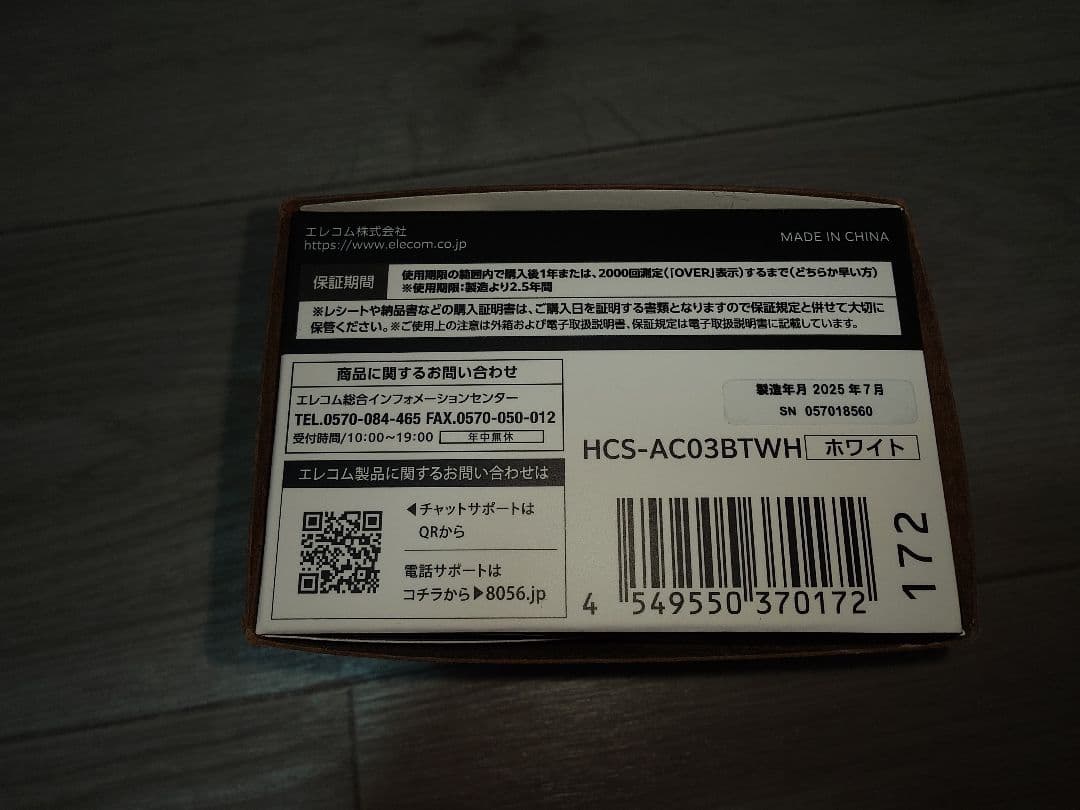 エレコム株式会社
https://www.elecom.co.jp
MADE IN CHINA
保証期間
使用期限の範囲内で購入後1年または、2000回測定(「OVER」表示)するまで(どちらか早い方)
※使用期限:製造より2.5年間
※レシートや納品書などの購入証明書は、ご購入日を証明する書類となりますので保証規定と併せて大切に
保管ください。※ご使用上の注意は外箱および電子取扱説明書、保証規定は電子取扱説明書に記載しています。
商品に関するお問い合わせ
エレコム総合インフォメーションセンター
TEL.0570-084-465 FAX.0570-050-012
受付時間/10:00~19:00 年中無休
エレコム製品に関するお問い合わせは
◀チャットサポートは
QRから
電話サポートは
コチラから▶8056.jp
製造年月 2025 年 7 月
SN 057018560
HCS-AC03BTWH ホワイト
4 549550 370172
172